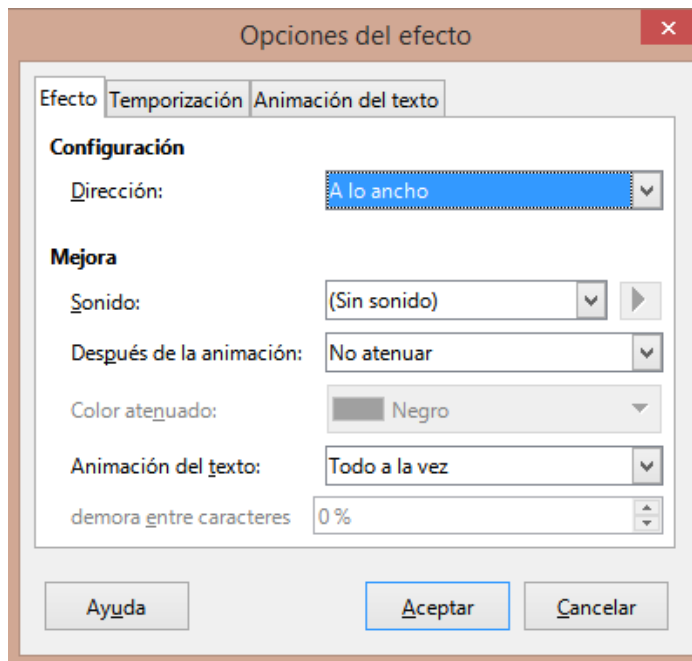 Opciones del efecto
Efecto Temporización Animación del texto
Configuración
Dirección: A lo ancho
Mejora
Sonido: (Sin sonido)
Después de la animación: No atenuar
Color atenuado: Negro
Animación del texto: Todo a la vez
demora entre caracteres 0 %
Ayuda Aceptar Cancelar